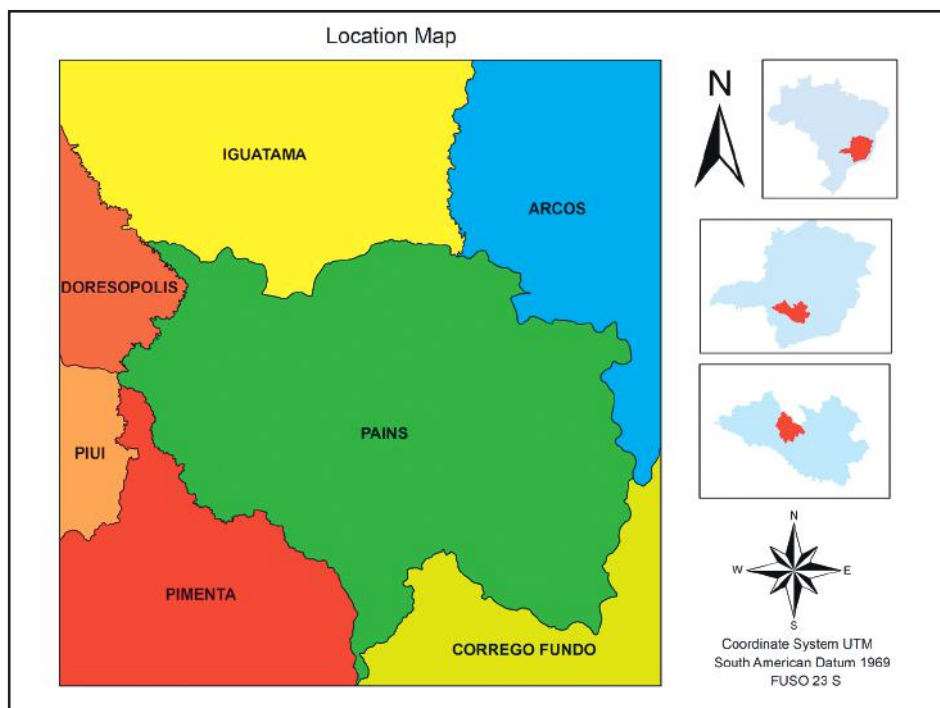 Location Map
IGUATAMA
ARCOS
DORESOPOLIS
PAINS
PIUI
PIMENTA
CORREGO FUNDO
N
N
W
E
S
Coordinate System UTM
South American Datum 1969
FUSO 23 S